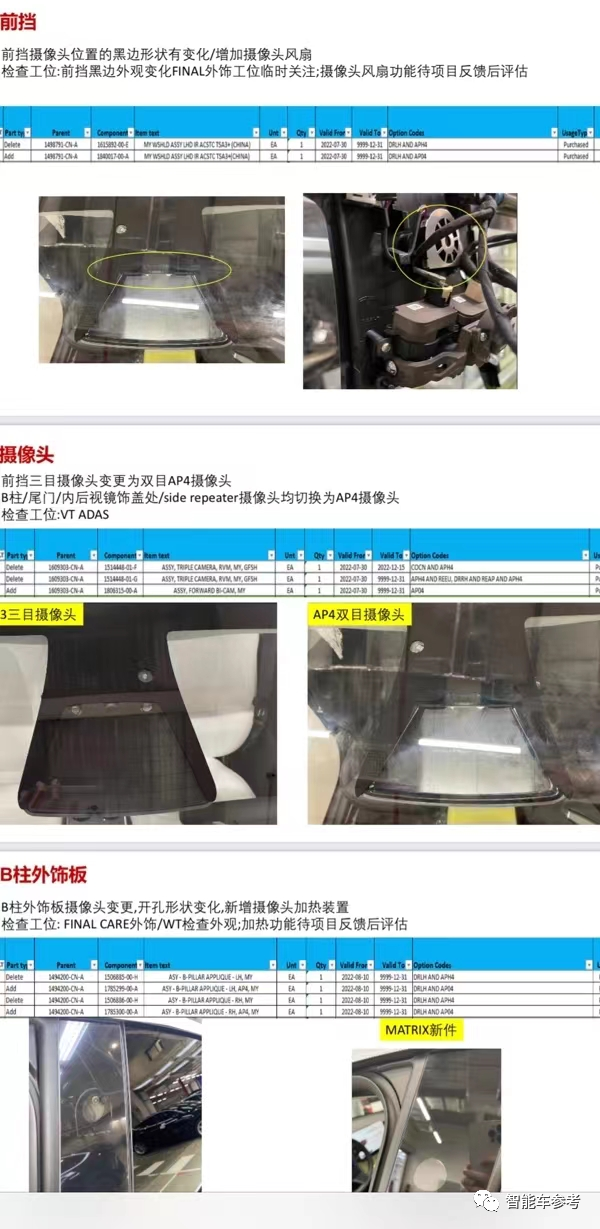 前挡
前挡摄像头位置的黑边形状有变化/增加摄像头风扇
检查工位:前挡黑边外观变化FINAL外饰工位临时关注;摄像头风扇功能待项目反馈后评估
Part ty Parent Component Item text Unt Qty Valid Fror Valid To Option Codes UsageTyp
Delete 1498791-CN-A 1615892-00-E MY WSHLD ASSY LHD IR ACSTC TSA3+(CHINA) EA 1 2022-07-30 9999-12-31 DRLH AND APH4 Purchased
Add 1498791-CN-A 1840017-00-A MY WSHLD ASSY LHD IR ACSTC TSA3+(CHINA) EA 1 2022-07-30 9999-12-31 DRLH AND AP04 Purchased
摄像头
前挡三目摄像头变更为双目AP4摄像头
B柱/尾门/内后视镜饰盖处/side repeater摄像头均切换为AP4摄像头
检查工位:VT ADAS
Part ty Parent Component Item text Unt Qty Valid Fror Valid To Option Codes Use
Delete 1609303-CN-A 1514448-01-F ASSY, TRIPLE CAMERA, RVM, MY, GFSH EA 1 2022-07-30 2022-12-15 COCN AND APH4
Delete 1609303-CN-A 1514448-01-G ASSY, TRIPLE CAMERA, RVM, MY, GFSH EA 1 2022-07-30 9999-12-31 APH4 AND REEU, DRRH AND REAP AND APH4
Add 1609303-CN-A 1806315-00-A ASSY, FORWARD BI-CAM, MY EA 1 2022-07-30 9999-12-31 AP04
3三目摄像头
AP4双目摄像头
B柱外饰板
B柱外饰板摄像头变更,开孔形状变化,新增摄像头加热装置
检查工位: FINAL CARE外饰/WT检查外观;加热功能待项目反馈后评估
Part ty Parent Component Item text Unt Qty Valid Fror Valid To Option Codes
Delete 1494200-CN-A 1506885-00-H ASY - B-PILLAR APPLIQUE - LH, MY EA 1 2022-08-10 9999-12-31 DRLH AND APH4
Add 1494200-CN-A 1785299-00-A ASY - B-PILLAR APPLIQUE - LH, AP4, MY EA 1 2022-08-10 9999-12-31 DRLH AND AP04
Delete 1494200-CN-A 1506886-00-H ASY - B-PILLAR APPLIQUE - RH, MY EA 1 2022-08-10 9999-12-31 DRLH AND APH4
Add 1494200-CN-A 1785300-00-A ASY - B-PILLAR APPLIQUE - RH, AP4, MY EA 1 2022-08-10 9999-12-31 DRLH AND AP04
MATRIX新件
智能车参考